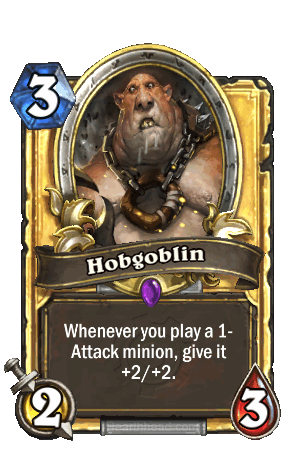 3
Hobgoblin
Whenever you play a 1-
Attack minion, give it
+2/+2.
2
3